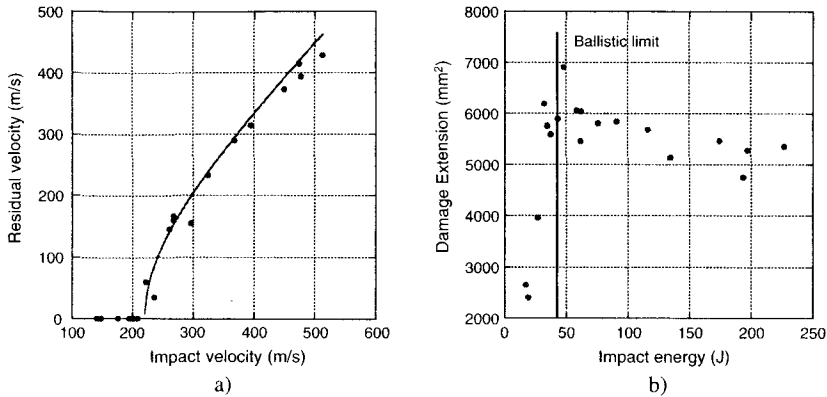 500
400
300
200
100
0
Residual velocity (m/s)
100 200 300 400 500 600
Impact velocity (m/s)
a)
8000
7000
6000
5000
4000
3000
2000
Damage Extension (mm²)
Ballistic limit
0 50 100 150 200 250
Impact energy (J)
b)